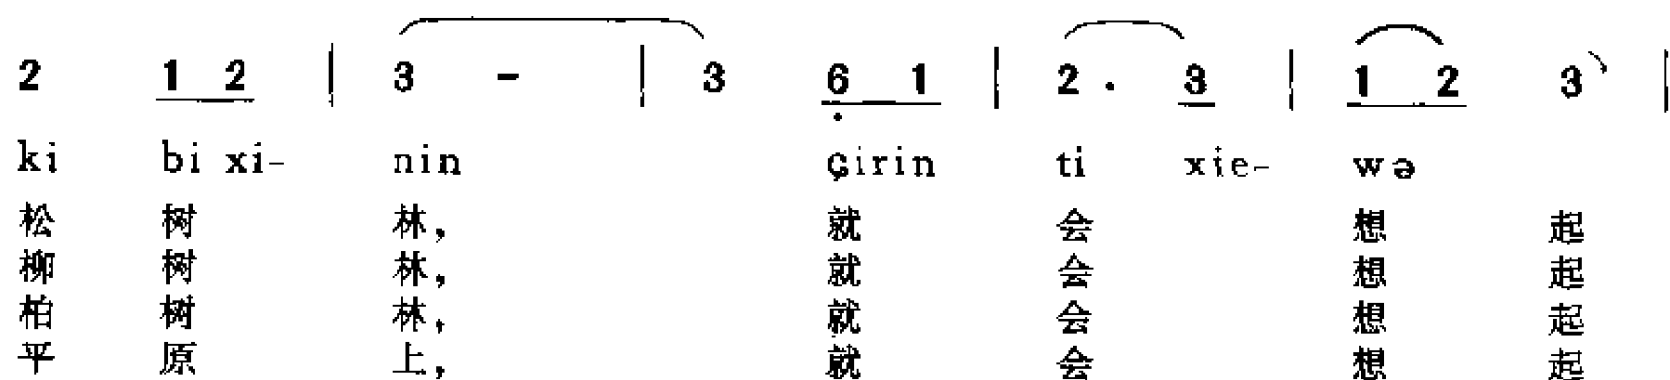 2 1 2 | 3 - | 3 6 1 | 2 . 3 | 1 2 3 |
ki bi xi- nin çirin ti xie- wə
松 树 林， 就 会 想 起
柳 树 林， 就 会 想 起
柏 树 林， 就 会 想 起
平 原 上， 就 会 想 起